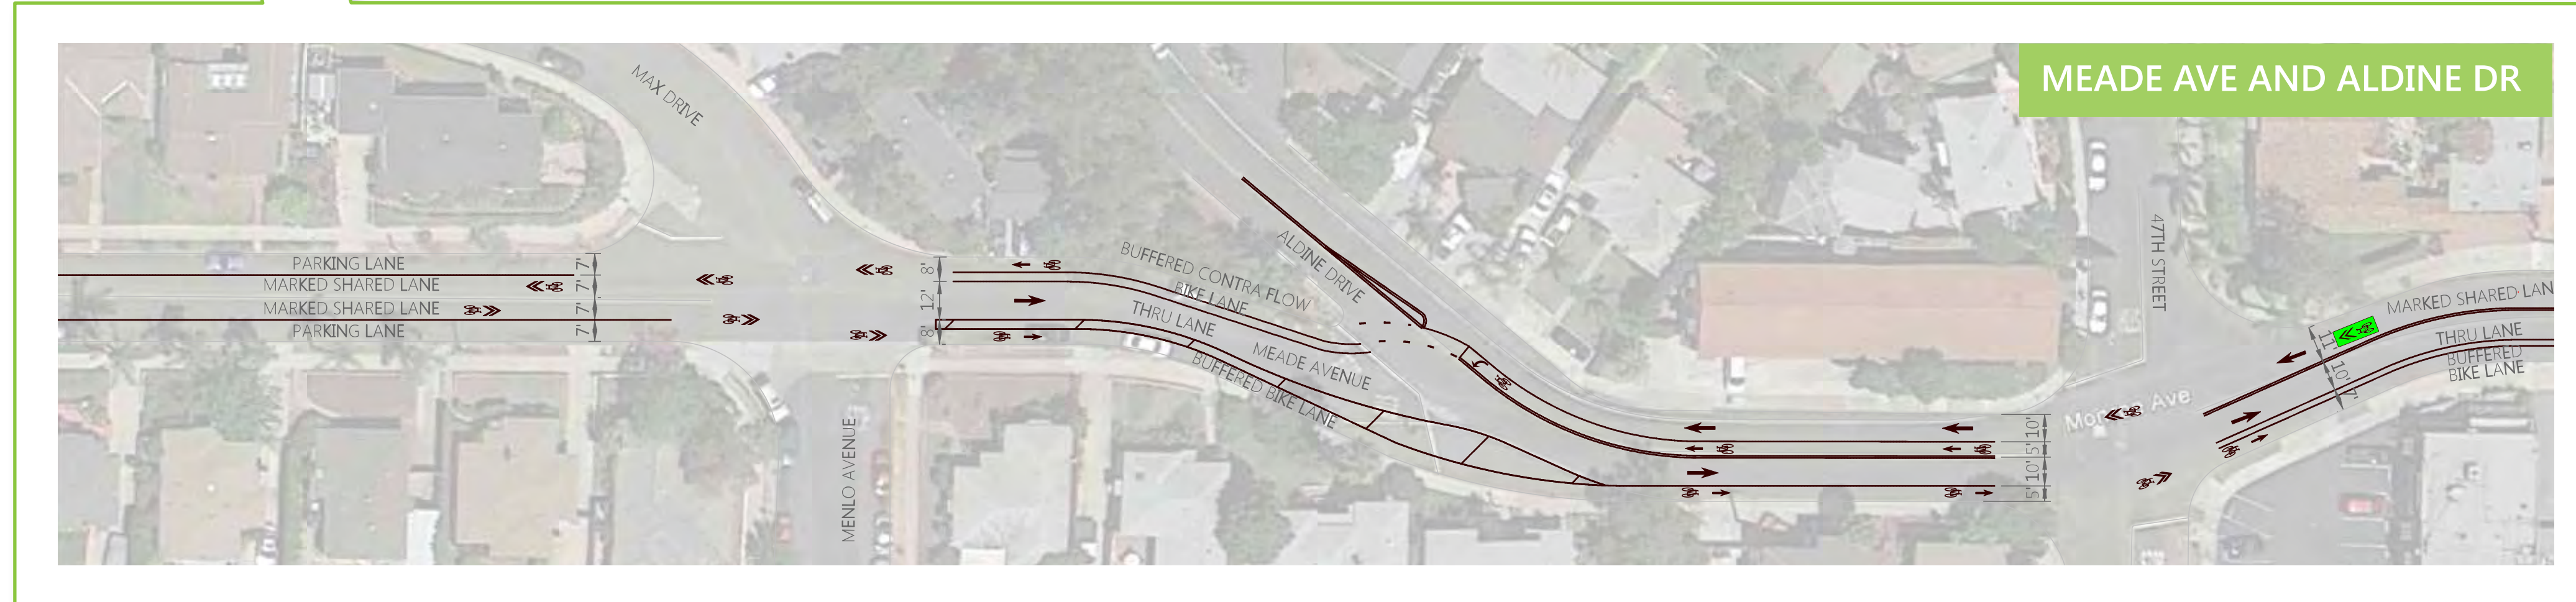 MEADE AVE AND ALDINE DR
MAX DRIVE
PARKING LANE
MARKED SHARED LANE
MARKED SHARED LANE
PARKING LANE
7'
7'
7'
7'
MENLO AVENUE
8'
12'
8'
BUFFERED CONTRA FLOW
BIKE LANE
THRU LANE
MEADE AVENUE
BUFFERED BIKE LANE
ALDINE DRIVE
10'
5'
10'
5'
47TH STREET
11'
10'
7'
MARKED SHARED LAN
THRU LANE
BUFFERED
BIKE LANE